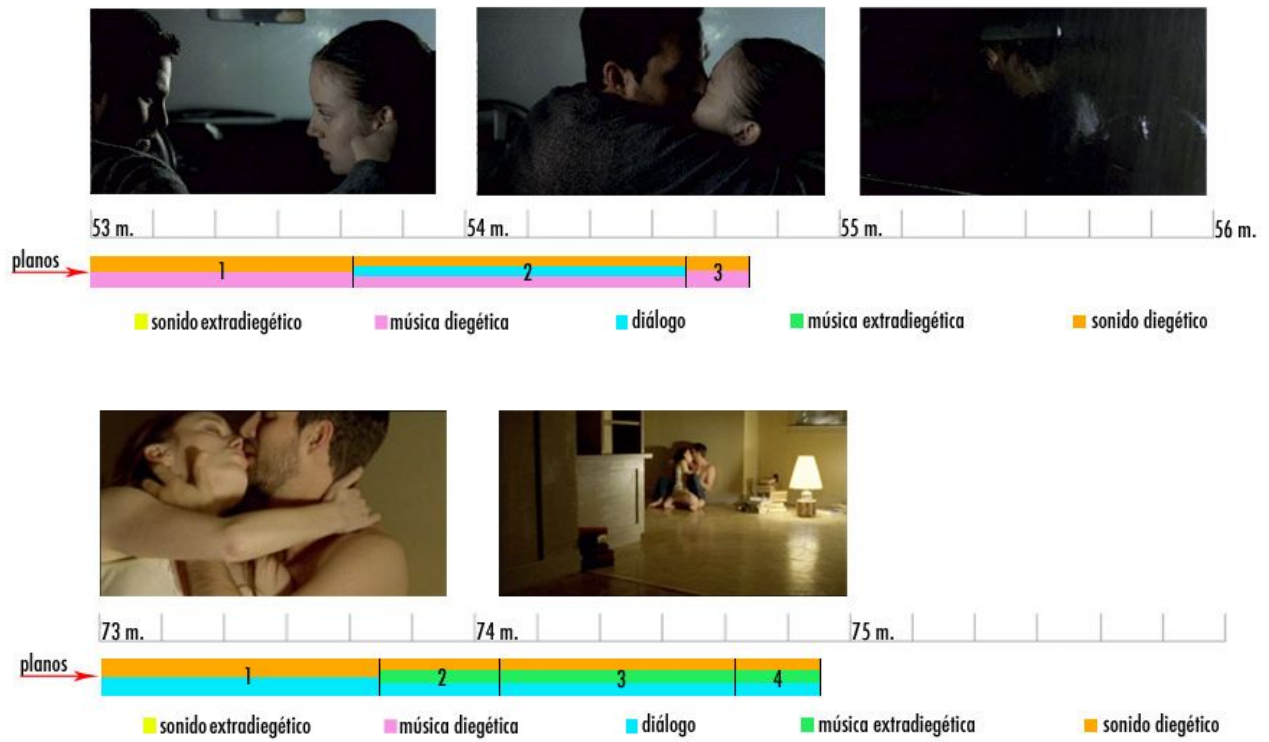 53 m. 54 m. 55 m. 56 m.
planos 1 2 3
sonido extradiegético música diegética diálogo música extradiegética sonido diegético
73 m. 74 m. 75 m.
planos 1 2 3 4
sonido extradiegético música diegética diálogo música extradiegética sonido diegético